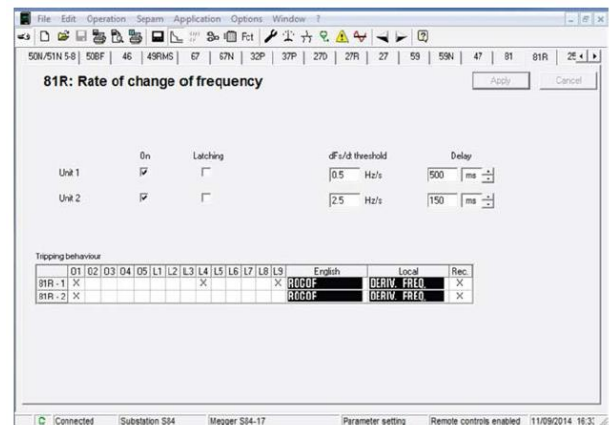 File Edit Operation Sepam Application Options Window ?
Fct
50N/51N 5-8 50BF 46 49RMS 67 67N 32P 37P 27D 27R 27 59 59N 47 81 81R 25
81R: Rate of change of frequency Apply Cancel
On Latching dFs/dt threshold Delay
Unit 1 0.5 Hz/s 500 ms
Unit 2 2.5 Hz/s 150 ms
Tripping behaviour
O1 O2 O3 O4 O5 L1 L2 L3 L4 L5 L6 L7 L8 L9 English Local Rec.
81R - 1 X X X ROCOF DERIV. FREQ. X
81R - 2 X ROCOF DERIV. FREQ. X
C Connected Substation S84 Megger S84-17 Parameter setting Remote controls enabled 11/09/2014 16:3